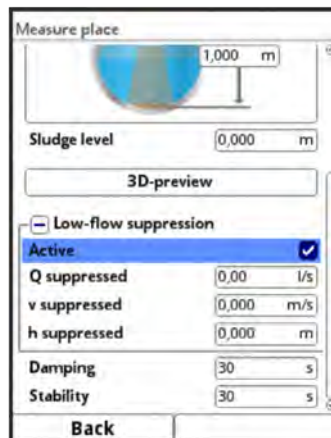 Measure place
1,000 m
Sludge level 0,000 m
3D-preview
Low-flow suppression
Active
Q suppressed 0,00 l/s
v suppressed 0,000 m/s
h suppressed 0,000 m
Damping 30 s
Stability 30 s
Back